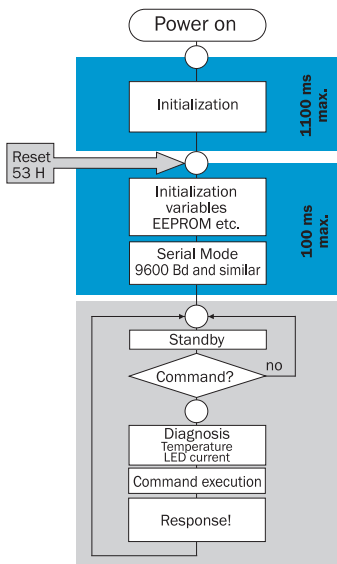 Power on
Initialization
1100 ms
max.
Reset
53 H
Initialization
variables
EEPROM etc.
Serial Mode
9600 Bd and similar
100 ms
max.
Standby
Command?
no
Diagnosis
Temperature
LED current
Command execution
Response!